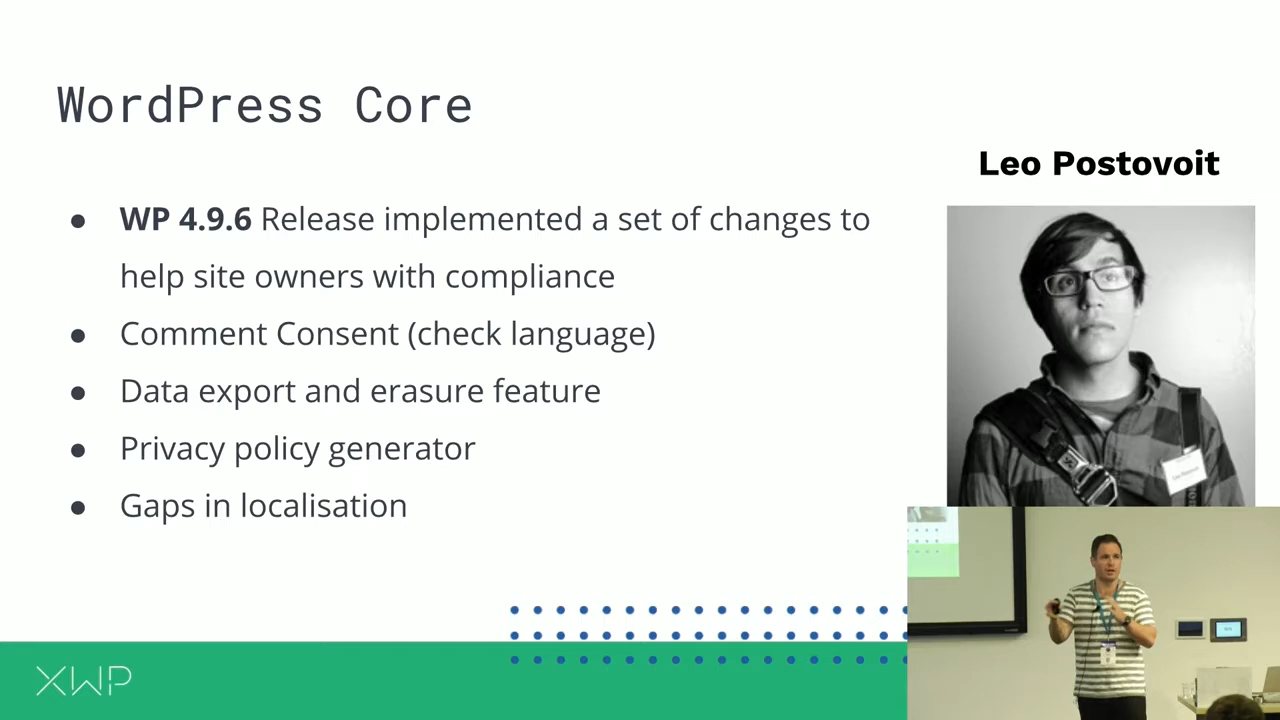 WordPress Core
Leo Postovoit
● WP 4.9.6 Release implemented a set of changes to
help site owners with compliance
● Comment Consent (check language)
● Data export and erasure feature
● Privacy policy generator
● Gaps in localisation
XWP